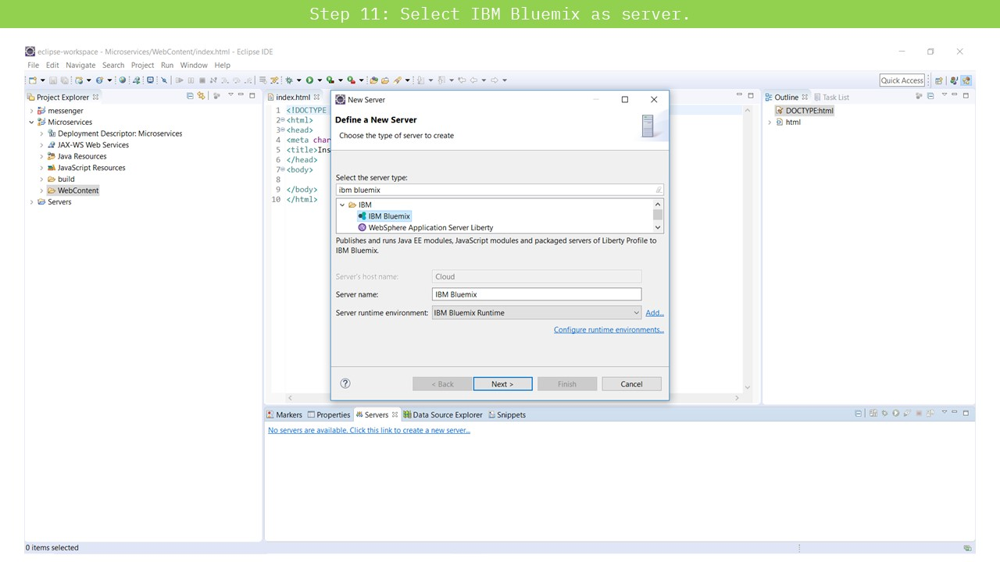 Step 11: Select IBM Bluemix as server.
eclipse-workspace - Microservices/WebContent/index.html - Eclipse IDE
File Edit Navigate Search Project Run Window Help
Quick Access
Project Explorer
messenger
Microservices
Deployment Descriptor: Microservices
JAX-WS Web Services
Java Resources
JavaScript Resources
build
WebContent
Servers
index.html
1 <!DOCTYPE
2 <html>
3 <head>
4 <meta char
5 <title>Ins
6 </head>
7 <body>
8
9 </body>
10 </html>
New Server
Define a New Server
Choose the type of server to create
Select the server type:
ibm bluemix
IBM
IBM Bluemix
WebSphere Application Server Liberty
Publishes and runs Java EE modules, JavaScript modules and packaged servers of Liberty Profile to
IBM Bluemix.
Server's host name: Cloud
Server name: IBM Bluemix
Server runtime environment: IBM Bluemix Runtime Add...
Configure runtime environments...
? < Back Next > Finish Cancel
Outline Task List
DOCTYPE:html
html
Markers Properties Servers Data Source Explorer Snippets
No servers are available. Click this link to create a new server...
0 items selected